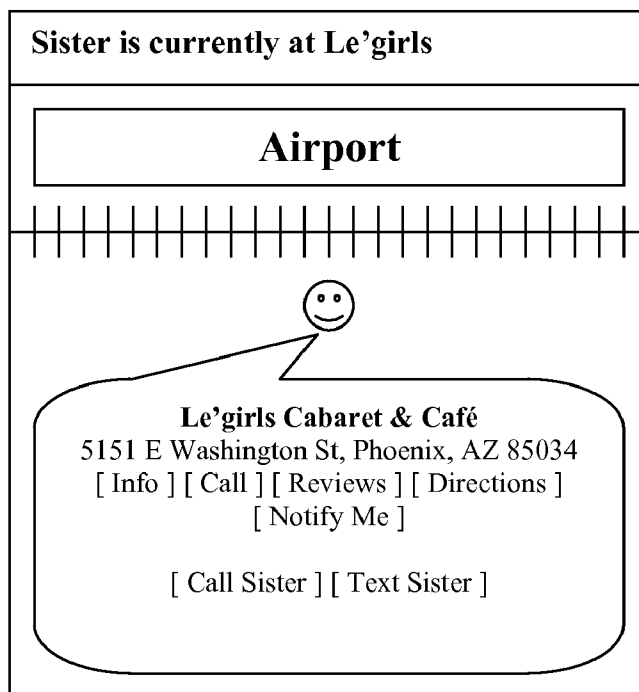 Sister is currently at Le’girls
Airport
Le’girls Cabaret & Café
5151 E Washington St, Phoenix, AZ 85034
[ Info ] [ Call ] [ Reviews ] [ Directions ]
[ Notify Me ]
[ Call Sister ] [ Text Sister ]